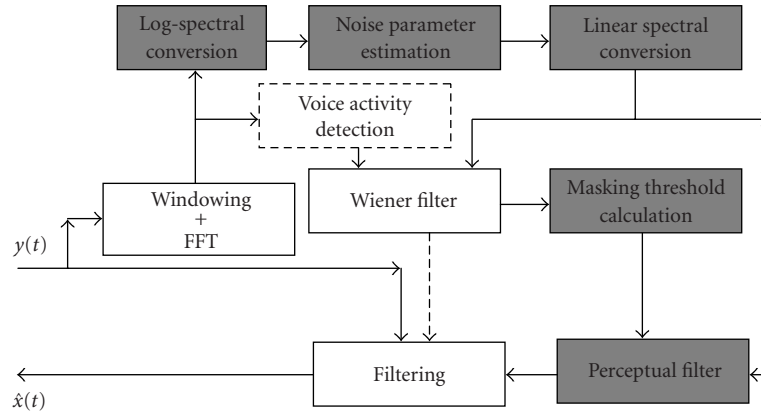 Log-spectral
conversion
Noise parameter
estimation
Linear spectral
conversion
Voice activity
detection
Windowing
+
FFT
Wiener filter
Masking threshold
calculation
y(t)
Filtering
Perceptual filter
x̂(t)